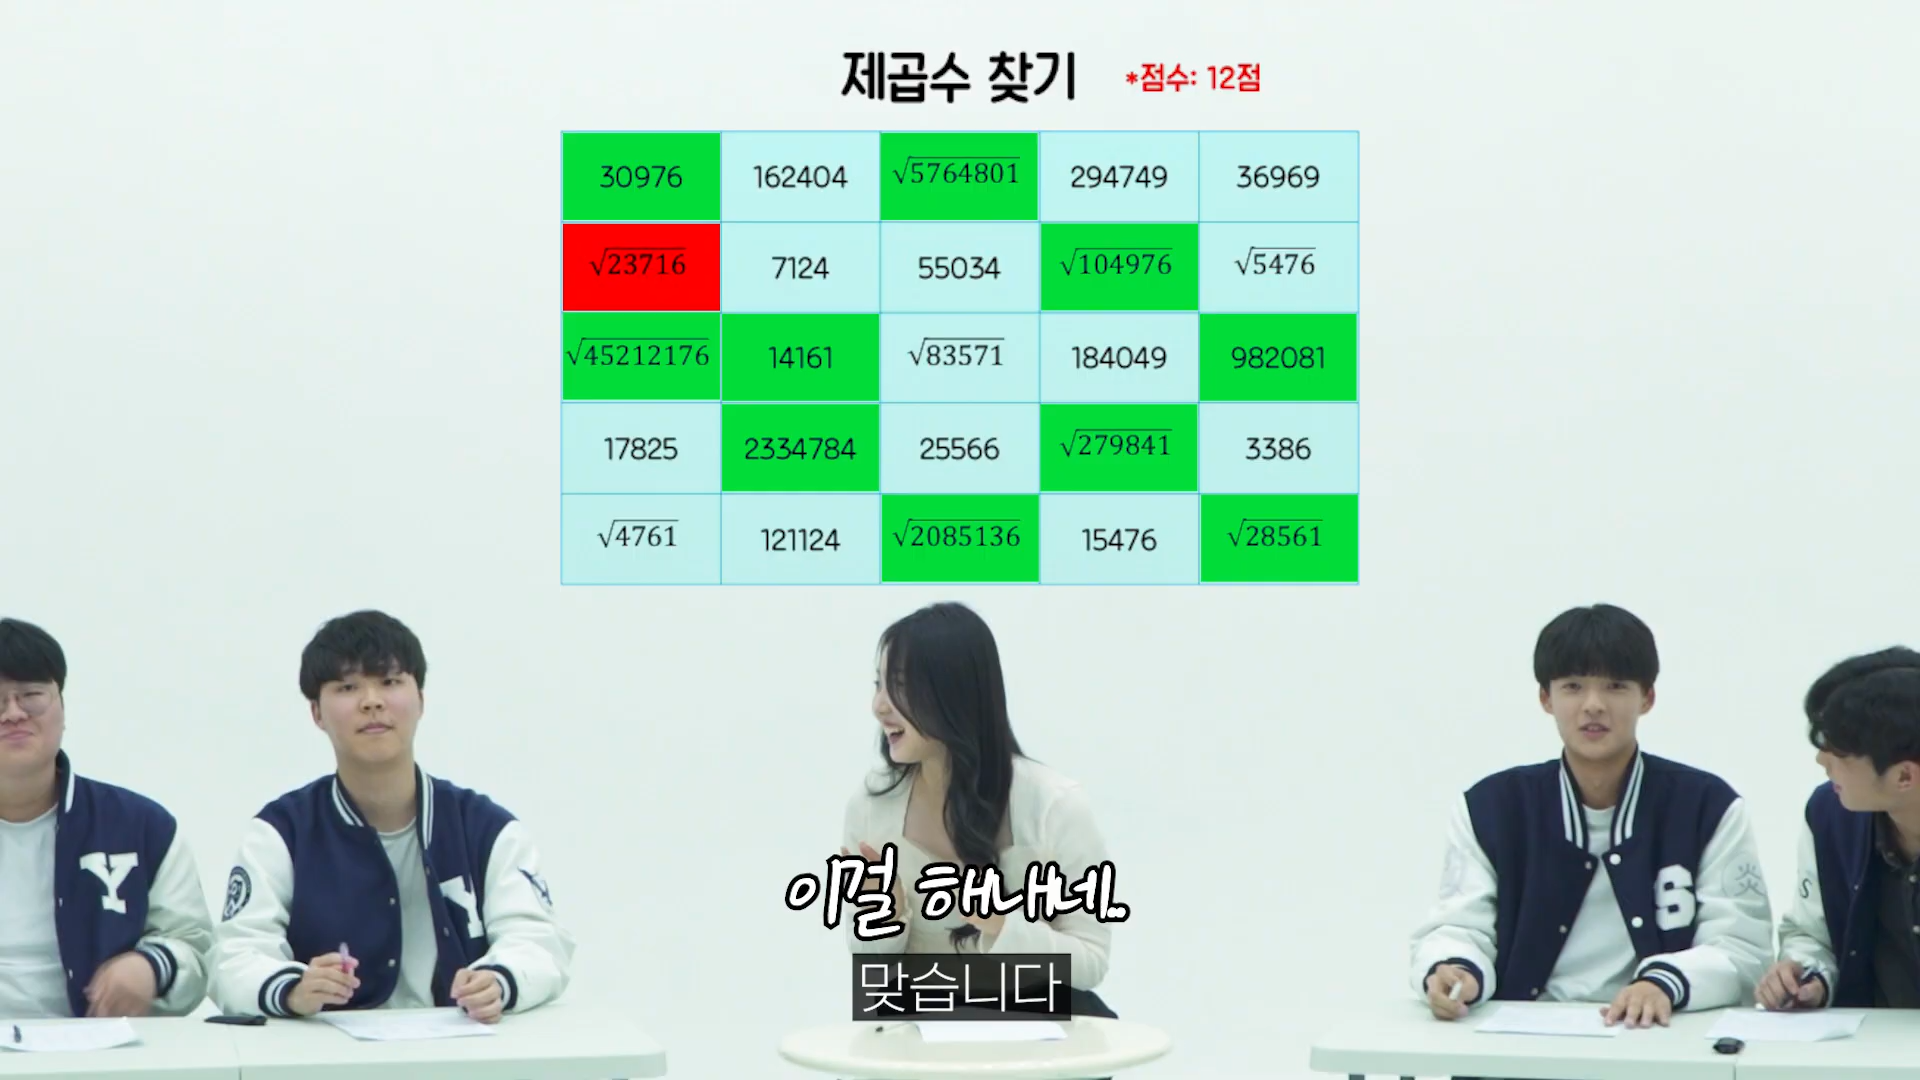 제곱수 찾기 *점수: 12점
30976 162404 √5764801 294749 36969
√23716 7124 55034 √104976 √5476
√45212176 14161 √83571 184049 982081
17825 2334784 25566 √279841 3386
√4761 121124 √2085136 15476 √28561
Y Y S S
이걸 해내네..
맞습니다